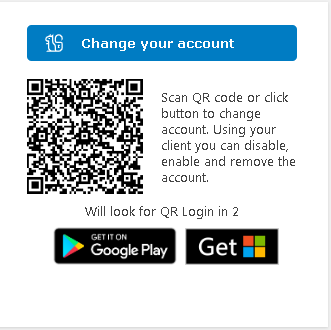 Change your account
Scan QR code or click
button to change
account. Using your
client you can disable,
enable and remove the
account.
Will look for QR Login in 2
GET IT ON
Google Play
Get